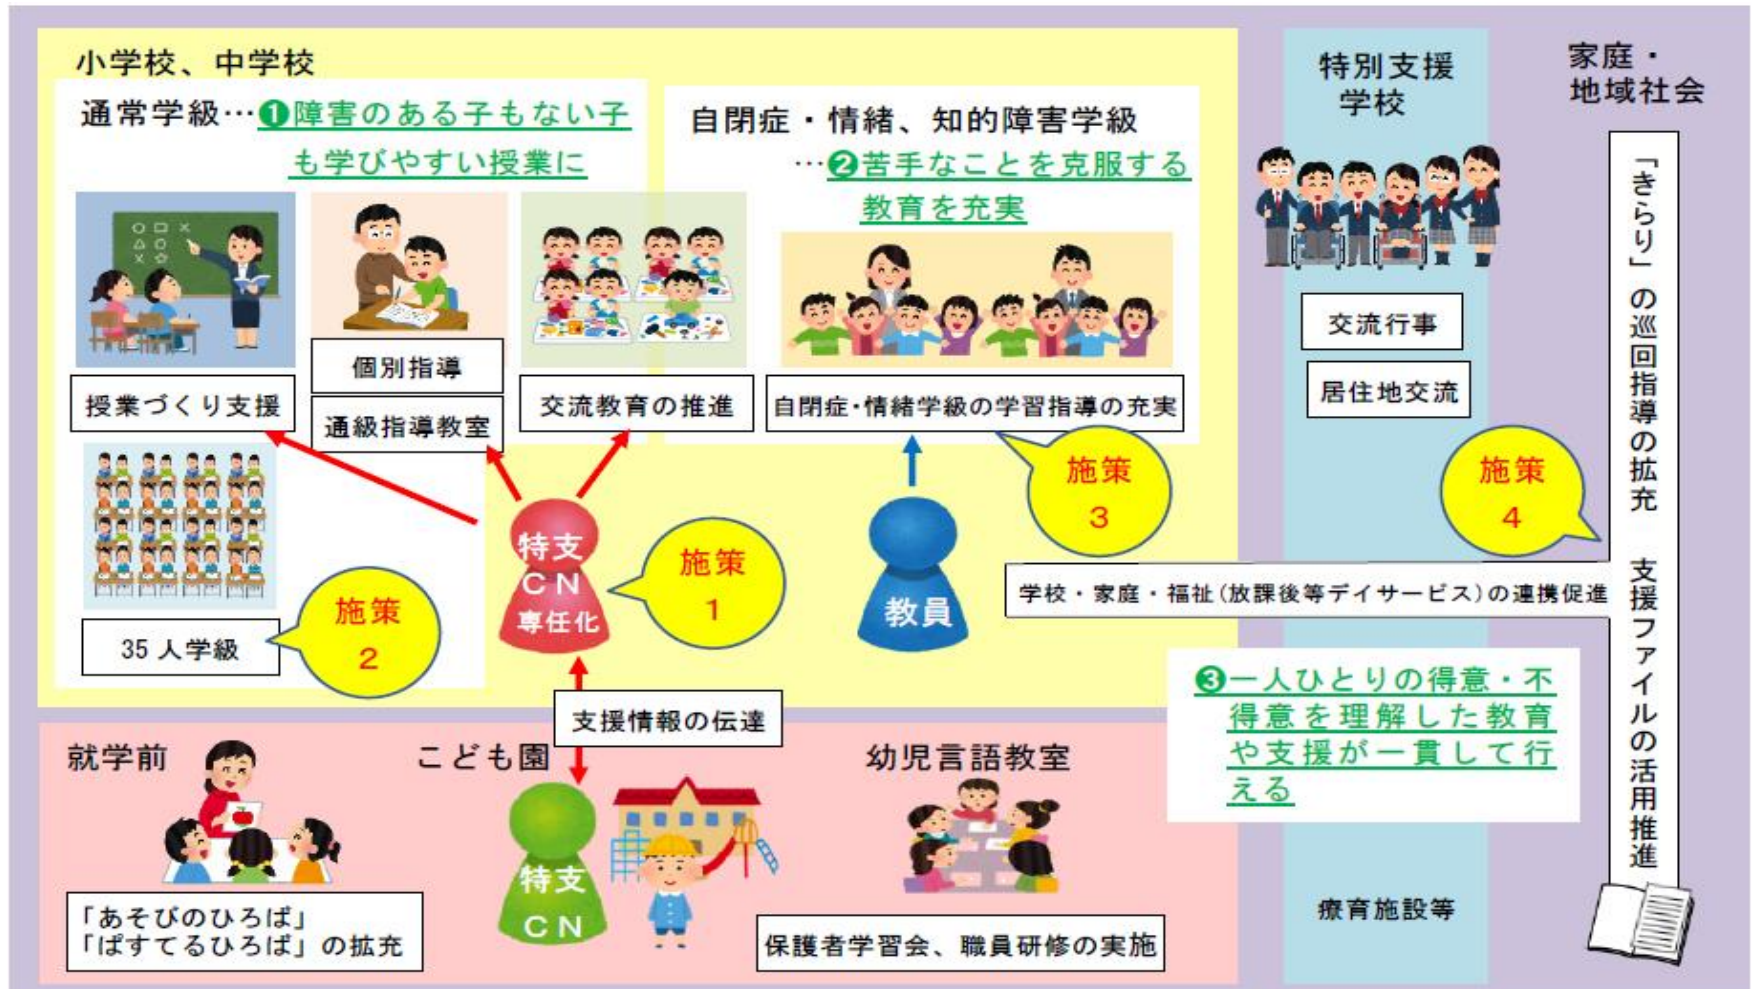 小学校、中学校
通常学級…❶障害のある子もない子
も学びやすい授業に
授業づくり支援
個別指導
通級指導教室
交流教育の推進
35人学級
施策
2
自閉症・情緒、知的障害学級
…❷苦手なことを克服する
教育を充実
自閉症・情緒学級の学習指導の充実
施策
3
特支
CN
専任化
施策
1
教員
支援情報の伝達
就学前
「あそびのひろば」
「ぱすてるひろば」の拡充
こども園
特支
CN
幼児言語教室
保護者学習会、職員研修の実施
特別支援
学校
交流行事
居住地交流
療育施設等
家庭・
地域社会
施策
4
「きらり」の巡回指導の拡充　支援ファイルの活用推進
学校・家庭・福祉(放課後等デイサービス)の連携促進
❸一人ひとりの得意・不
得意を理解した教育
や支援が一貫して行
える